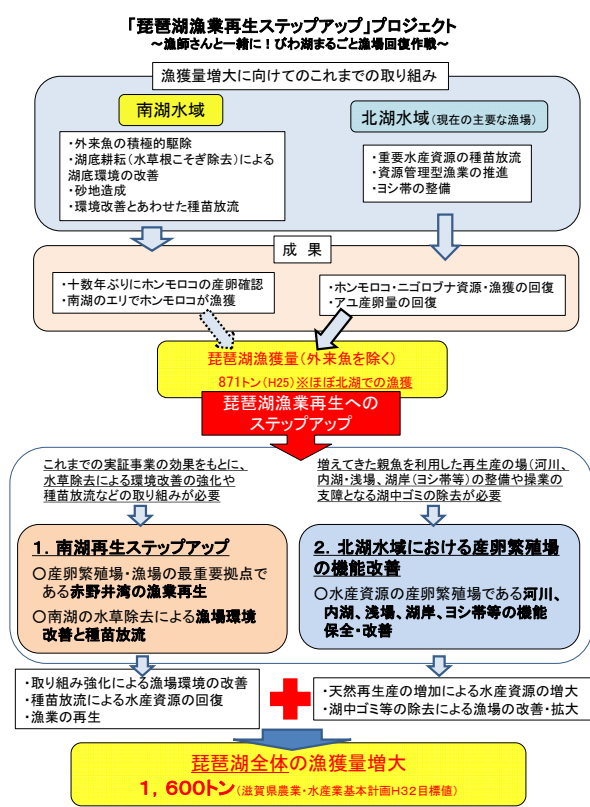 「琵琶湖漁業再生ステップアップ」プロジェクト
～漁師さんと一緒に！びわ湖まるごと漁場回復作戦～
漁獲量増大に向けてのこれまでの取り組み
南湖水域
・外来魚の積極的駆除
・湖底耕耘(水草根こそぎ除去)による
湖底環境の改善
・砂地造成
・環境改善とあわせた種苗放流
北湖水域(現在の主要な漁場)
・重要水産資源の種苗放流
・資源管理型漁業の推進
・ヨシ帯の整備
成 果
・十数年ぶりにホンモロコの産卵確認
・南湖のエリでホンモロコが漁獲
・ホンモロコ・ニゴロブナ資源・漁獲の回復
・アユ産卵量の回復
琵琶湖漁獲量(外来魚を除く)
871トン(H25) ※ほぼ北湖での漁獲
琵琶湖漁業再生への
ステップアップ
これまでの実証事業の効果をもとに、
水草除去による環境改善の強化や
種苗放流などの取り組みが必要
増えてきた親魚を利用した再生産の場(河川、
内湖・浅場、湖岸(ヨシ帯等)の整備や操業の
支障となる湖中ゴミの除去が必要
１．南湖再生ステップアップ
○産卵繁殖場・漁場の最重要拠点で
ある赤野井湾の漁業再生
○南湖の水草除去による漁場環境
改善と種苗放流
２．北湖水域における産卵繁殖場
の機能改善
○水産資源の産卵繁殖場である河川、
内湖、浅場、湖岸、ヨシ帯等の機能
保全・改善
・取り組み強化による漁場環境の改善
・種苗放流による水産資源の回復
・漁業の再生
・天然再生産の増加による水産資源の増大
・湖中ゴミ等の除去による漁場の改善・拡大
琵琶湖全体の漁獲量増大
１，６００トン(滋賀県農業・水産業基本計画H32目標値)